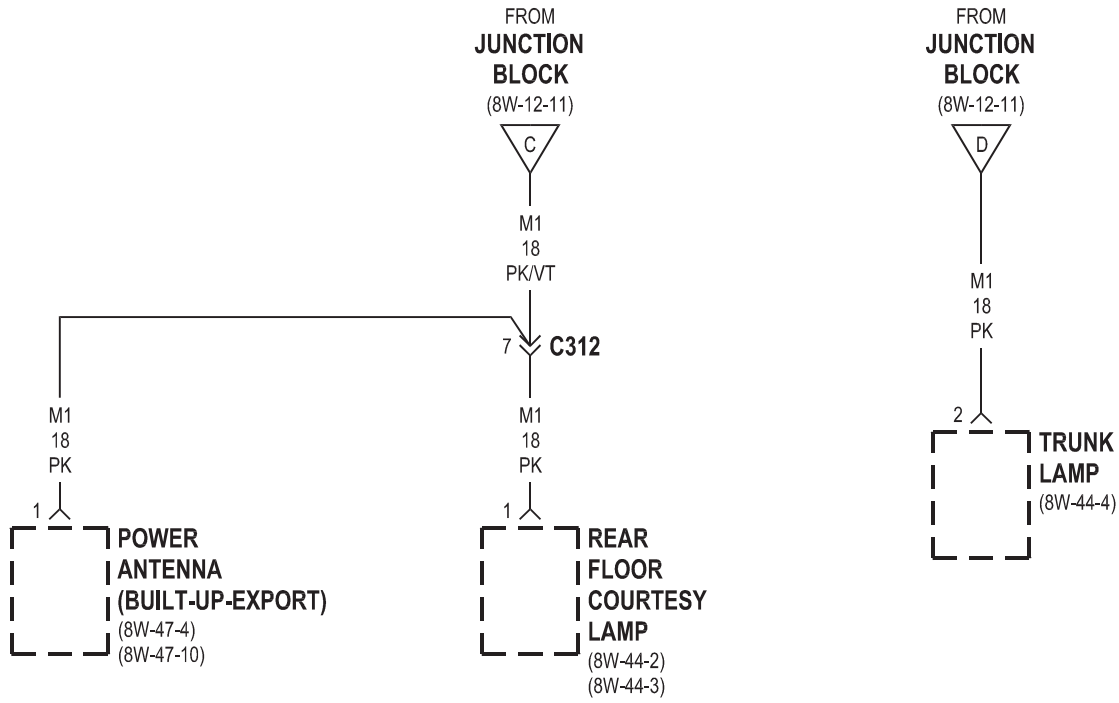 FROM
JUNCTION
BLOCK
(8W-12-11)
C
M1
18
PK/VT
7
C312
M1
18
PK
1
POWER
ANTENNA
(BUILT-UP-EXPORT)
(8W-47-4)
(8W-47-10)
M1
18
PK
1
REAR
FLOOR
COURTESY
LAMP
(8W-44-2)
(8W-44-3)
FROM
JUNCTION
BLOCK
(8W-12-11)
D
M1
18
PK
2
TRUNK
LAMP
(8W-44-4)